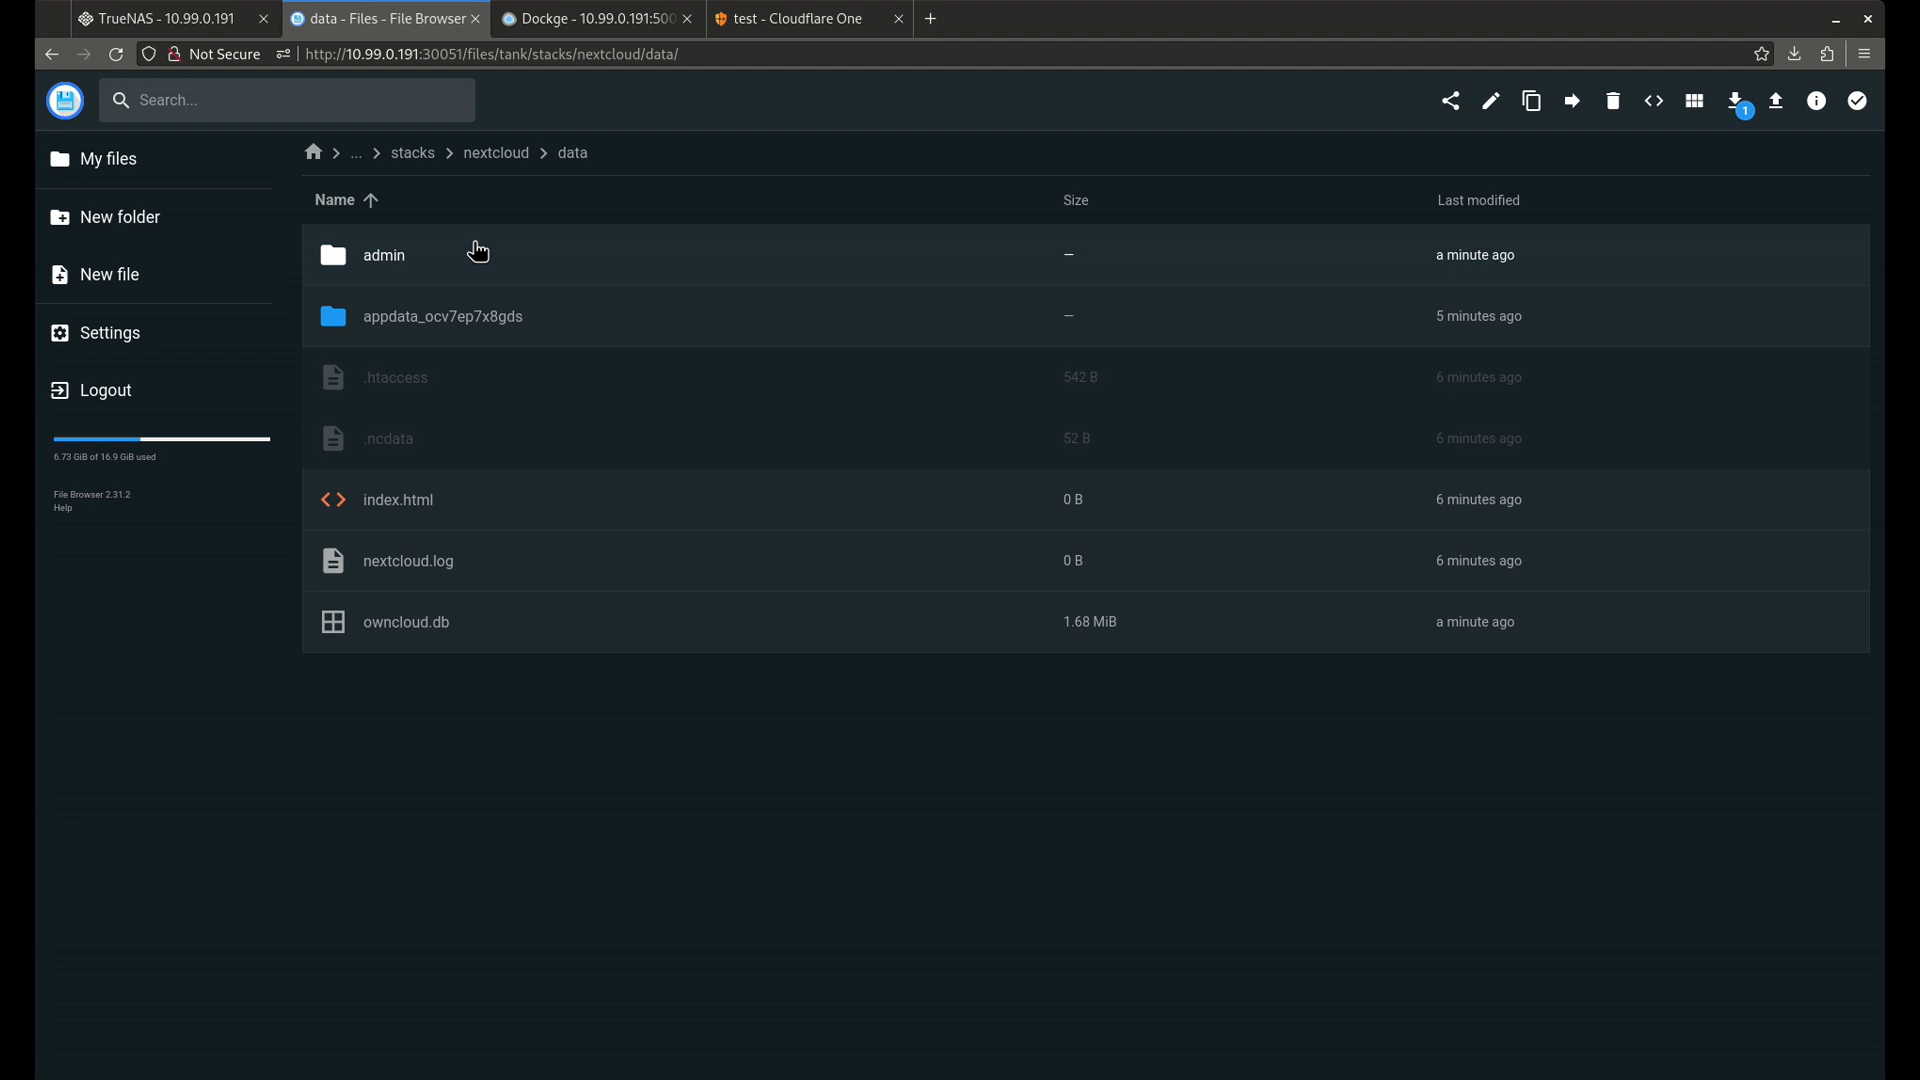 TrueNAS - 10.99.0.191
data - Files - File Browser
Dockge - 10.99.0.191:500
test - Cloudflare One
Not Secure
http://10.99.0.191:30051/files/tank/stacks/nextcloud/data/
Search...
1
My files
New folder
New file
Settings
Logout
6.73 GiB of 16.9 GiB used
File Browser 2.31.2
Help
... > stacks > nextcloud > data
Name Size Last modified
admin — a minute ago
appdata_ocv7ep7x8gds — 5 minutes ago
.htaccess 542 B 6 minutes ago
.ncdata 52 B 6 minutes ago
index.html 0 B 6 minutes ago
nextcloud.log 0 B 6 minutes ago
owncloud.db 1.68 MiB a minute ago